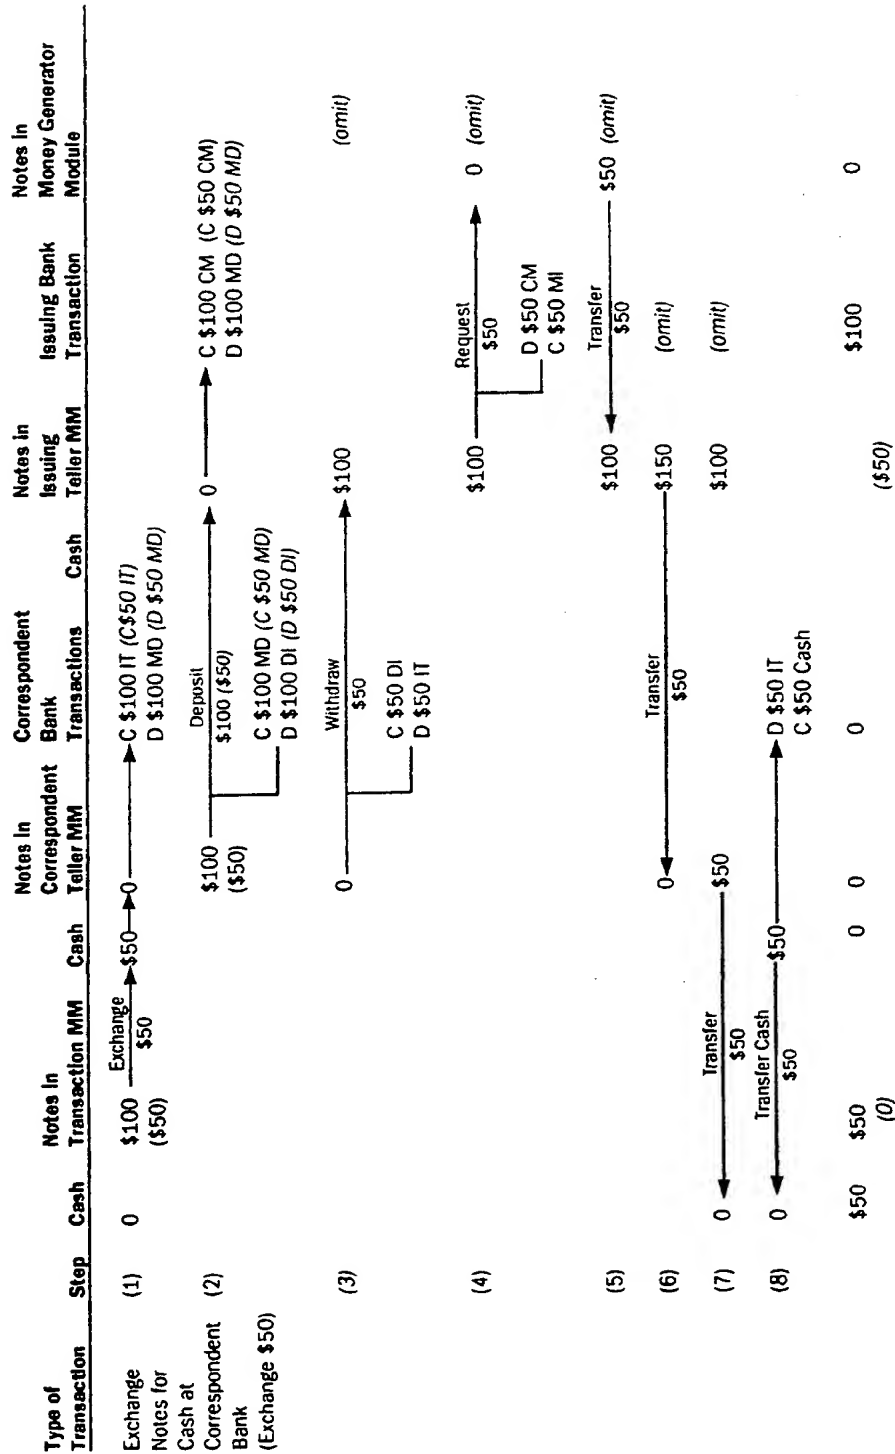 Type of
Transaction
Step
Cash
Notes in
Transaction MM
Cash
Notes in
Correspondent
Teller MM
Correspondent
Bank
Transactions
Cash
Notes in
Issuing
Teller MM
Issuing Bank
Transaction
Notes in
Money Generator
Module
Exchange
Notes for
Cash at
Correspondent
Bank
(Exchange $50)
(1)
0
$100
($50)
Exchange
$50
$50
0
C $100 IT (C$50 IT)
D $100 MD (D $50 MD)
(2)
$100
($50)
Deposit
$100 ($50)
C $100 MD (C $50 MD)
D $100 DI (D $50 DI)
0
C $100 CM (C $50 CM)
D $100 MD (D $50 MD)
(3)
0
Withdraw
$50
C $50 DI
D $50 IT
$100
(omit)
(4)
$100
Request
$50
D $50 CM
C $50 MI
0 (omit)
(5)
$100
Transfer
$50
$50 (omit)
(6)
0
Transfer
$50
$150
(omit)
(7)
0
Transfer
$50
$50
$100
(omit)
(8)
0
Transfer Cash
$50
$50
D $50 IT
C $50 Cash
$50
$50
(0)
0
0
0
($50)
$100
0